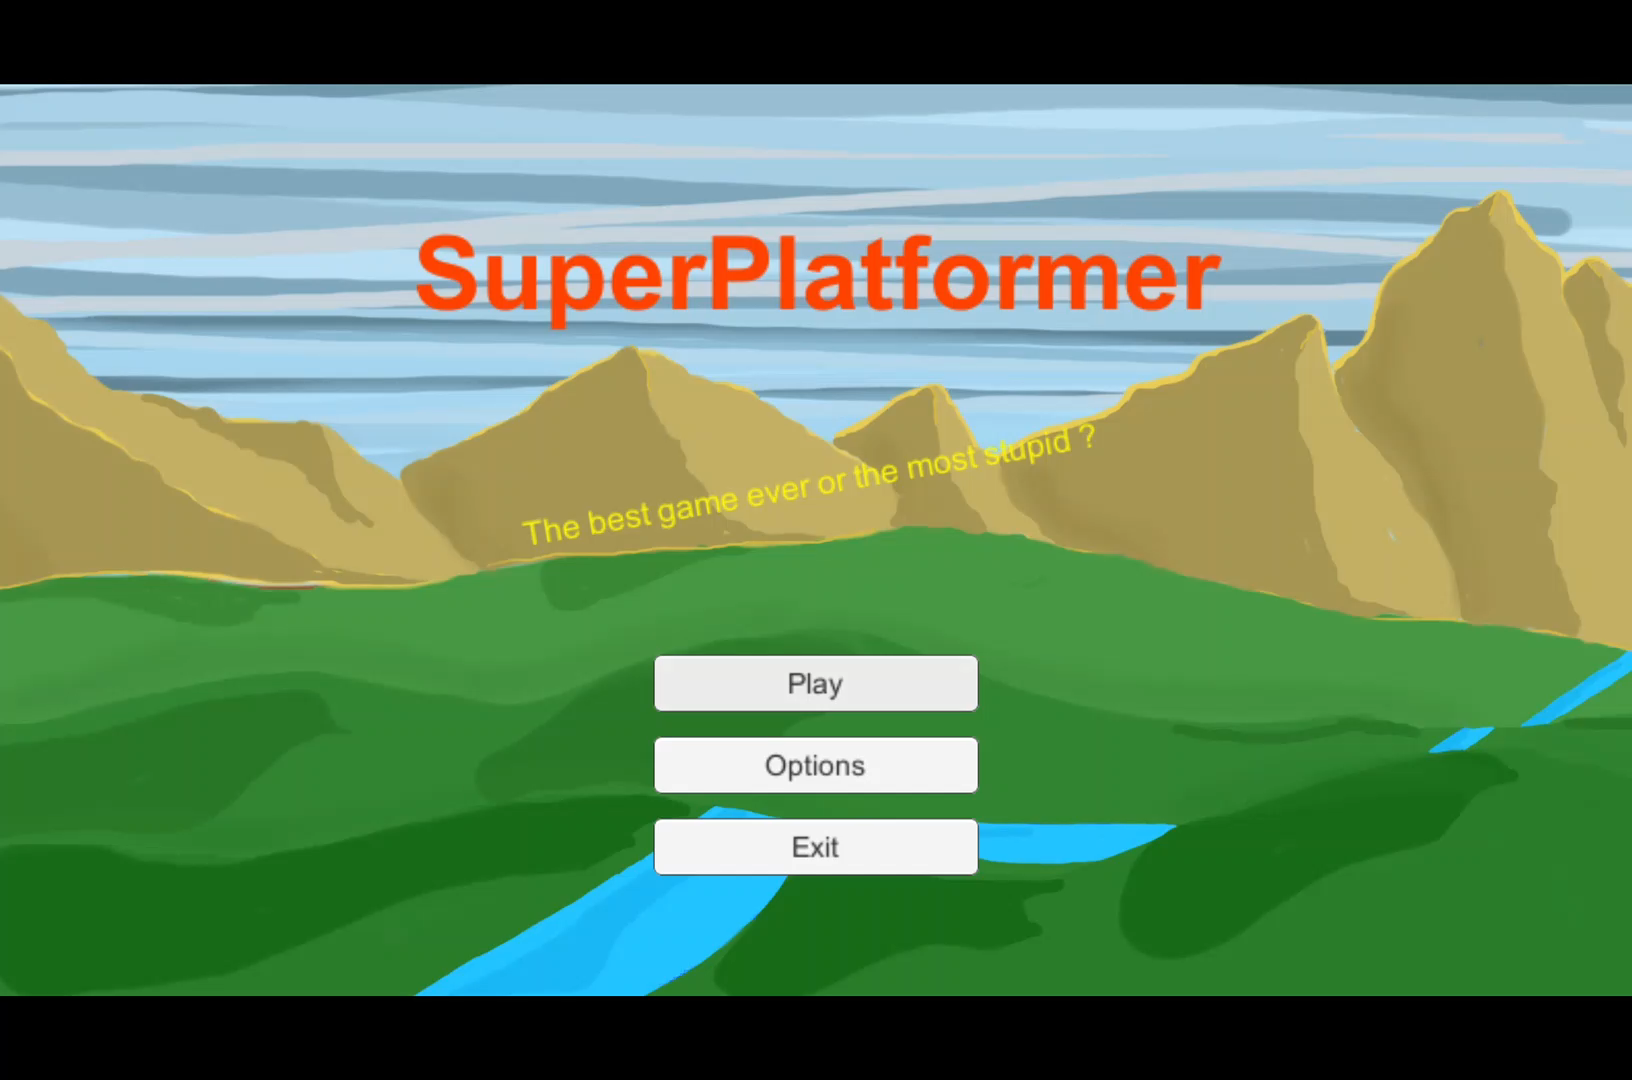 SuperPlatformer
The best game ever or the most stupid ?
Play
Options
Exit